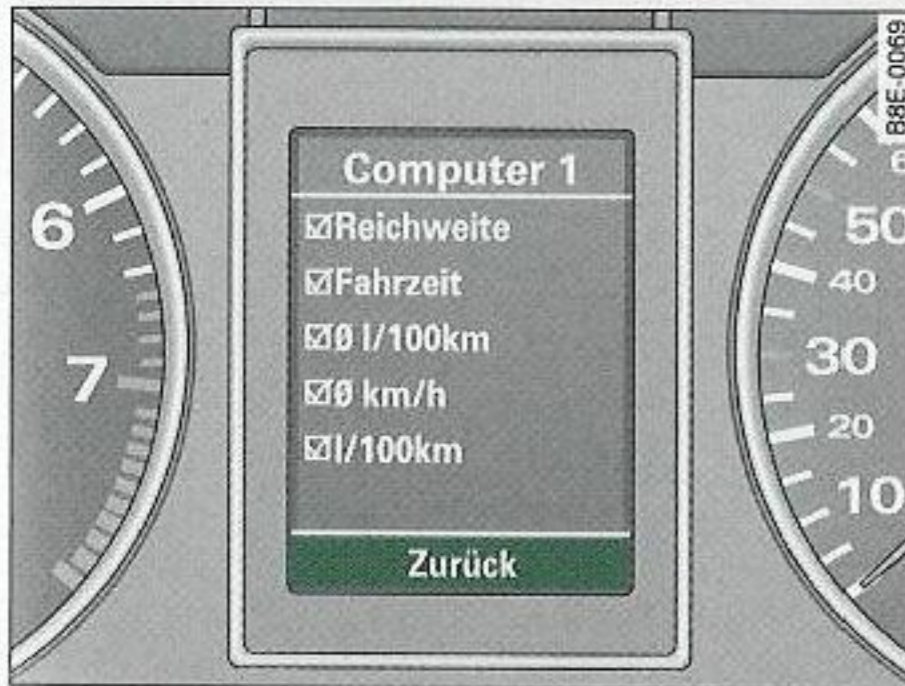 Computer 1
☑Reichweite
☑Fahrzeit
☑Ø l/100km
☑Ø km/h
☑l/100km
Zurück
6
7
50
40
30
20
10
B8E-0069